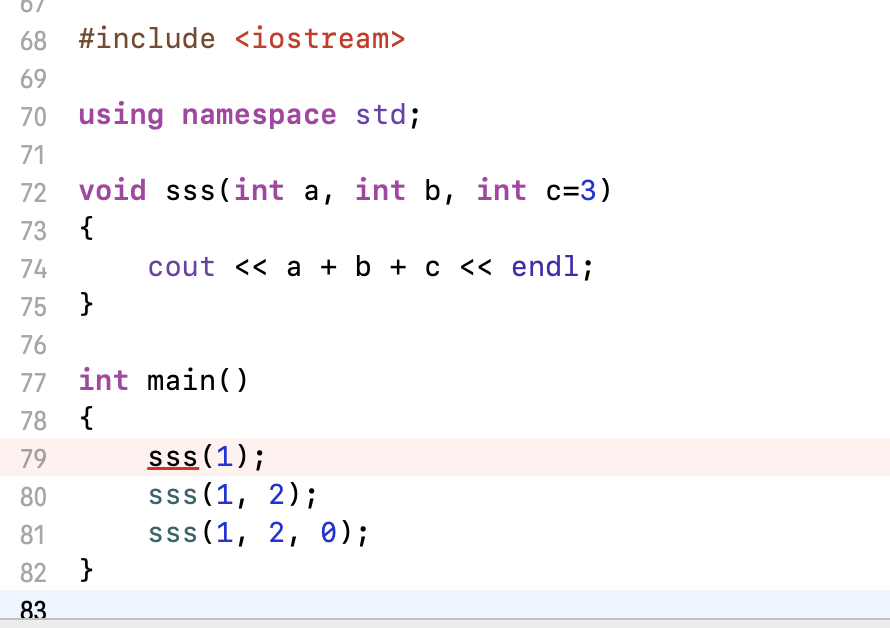 67
68 #include <iostream>
69
70 using namespace std;
71
72 void sss(int a, int b, int c=3)
73 {
74     cout << a + b + c << endl;
75 }
76
77 int main()
78 {
79     sss(1);
80     sss(1, 2);
81     sss(1, 2, 0);
82 }
83